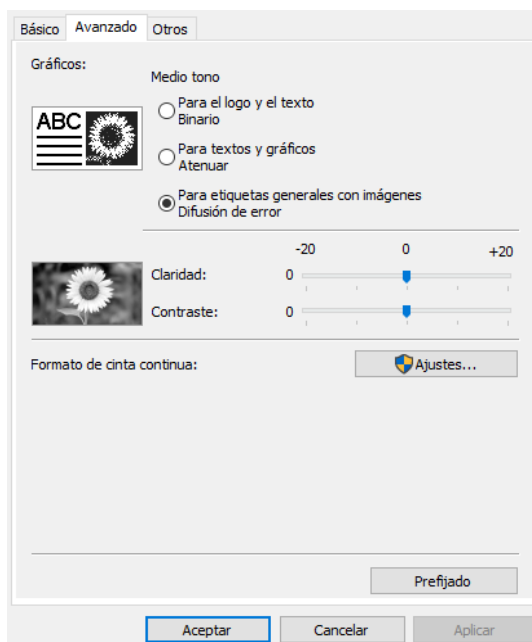 Básico Avanzado Otros
Gráficos:
Medio tono
Para el logo y el texto
Binario
ABC
Para textos y gráficos
Atenuar
Para etiquetas generales con imágenes
Difusión de error
-20 0 +20
Claridad: 0
Contraste: 0
Formato de cinta continua: Ajustes...
Prefijado
Aceptar Cancelar Aplicar